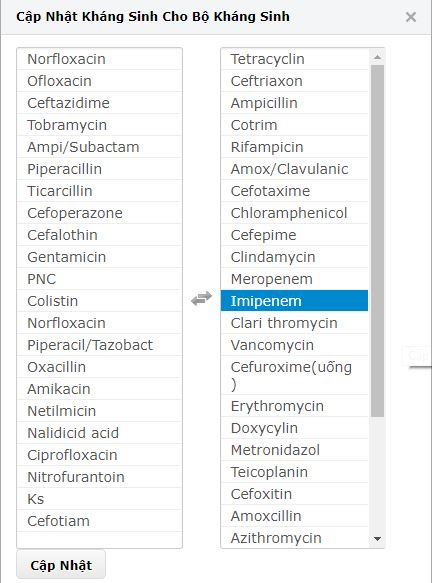 Cập Nhật Kháng Sinh Cho Bộ Kháng Sinh
Norfloxacin
Ofloxacin
Ceftazidime
Tobramycin
Ampi/Subactam
Piperacillin
Ticarcillin
Cefoperazone
Cefalothin
Gentamicin
PNC
Colistin
Norfloxacin
Piperacil/Tazobact
Oxacillin
Amikacin
Netilmicin
Nalidicid acid
Ciprofloxacin
Nitrofurantoin
Ks
Cefotiam
Tetracyclin
Ceftriaxon
Ampicillin
Cotrim
Rifampicin
Amox/Clavulanic
Cefotaxime
Chloramphenicol
Cefepime
Clindamycin
Meropenem
Imipenem
Clari thromycin
Vancomycin
Cefuroxime(uống
)
Erythromycin
Doxycylin
Metronidazol
Teicoplanin
Cefoxitin
Amoxcillin
Azithromycin
Cập Nhật